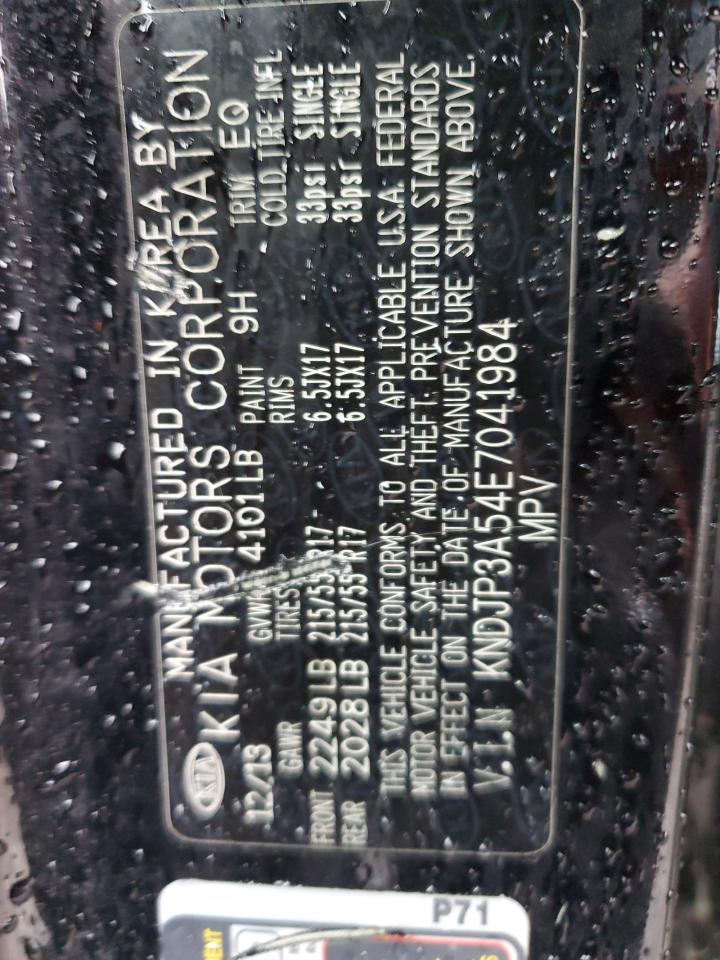 MANUFACTURED IN KOREA BY
KIA KIA MOTORS CORPORATION
12/13 GVWR 4101LB PAINT 9H TRIM EQ
GAWR TIRES RIMS COLD TIRE INFL
FRONT 2249LB 215/55R17 - 6.5JX17 33psi SINGLE
REAR 2028LB 215/55 R17 6.5JX17 33psi SINGLE
THIS VEHICLE CONFORMS TO ALL APPLICABLE U.S.A. FEDERAL
MOTOR VEHICLE SAFETY AND THEFT PREVENTION STANDARDS
IN EFFECT ON THE DATE OF MANUFACTURE SHOWN ABOVE.
V.I.N KNDJP3A54E7041984
MPV
P71